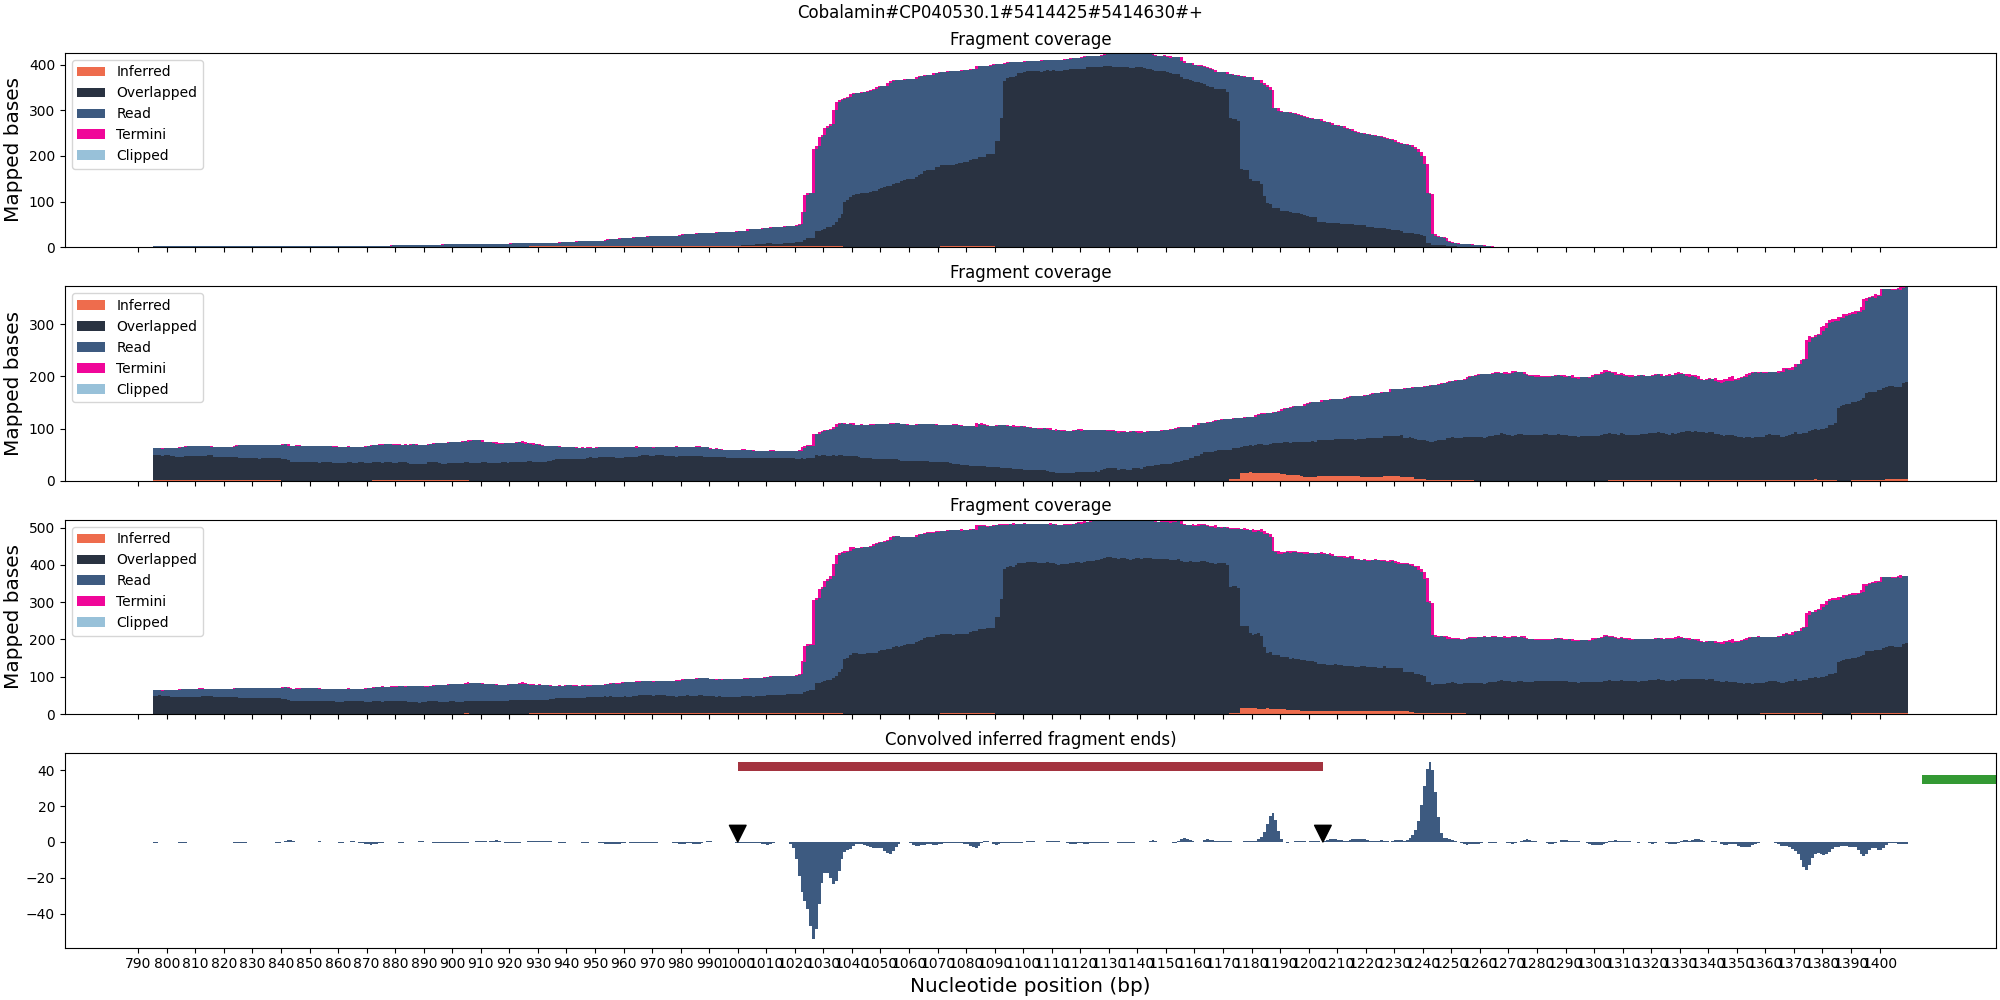 Cobalamin#CP040530.1#5414425#5414630#+
Fragment coverage
Mapped bases
400
300
200
100
0
Inferred
Overlapped
Read
Termini
Clipped
Fragment coverage
Mapped bases
300
200
100
0
Inferred
Overlapped
Read
Termini
Clipped
Fragment coverage
Mapped bases
500
400
300
200
100
0
Inferred
Overlapped
Read
Termini
Clipped
Convolved inferred fragment ends)
40
20
0
−20
−40
790 800 810 820 830 840 850 860 870 880 890 900 910 920 930 940 950 960 970 980 990 1000 1010 1020 1030 1040 1050 1060 1070 1080 1090 1100 1110 1120 1130 1140 1150 1160 1170 1180 1190 1200 1210 1220 1230 1240 1250 1260 1270 1280 1290 1300 1310 1320 1330 1340 1350 1360 1370 1380 1390 1400
Nucleotide position (bp)